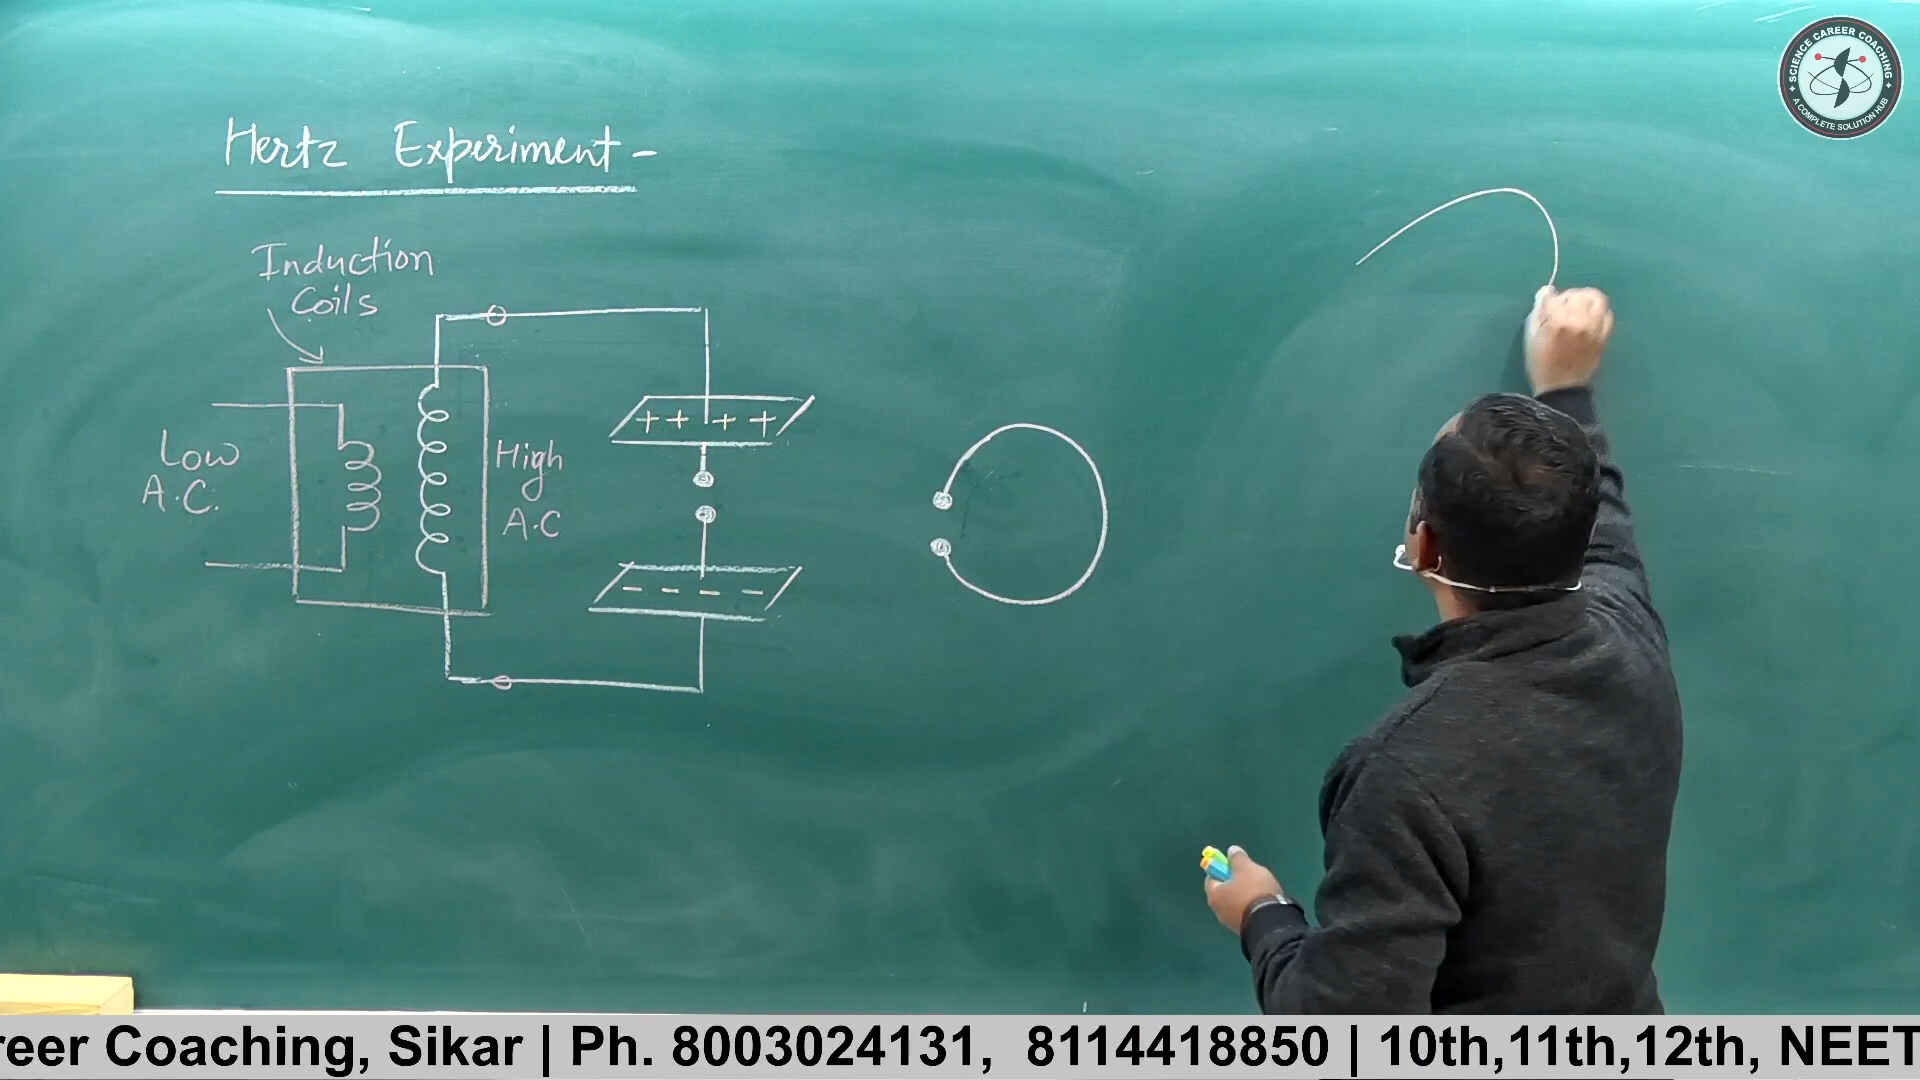 SCIENCE CAREER COACHING
A COMPLETE SOLUTION HUB
Hertz Experiment -
Induction
Coils
+ + + +
Low
A.C.
High
A.C
- - - -
reer Coaching, Sikar | Ph. 8003024131, 8114418850 | 10th,11th,12th, NEET